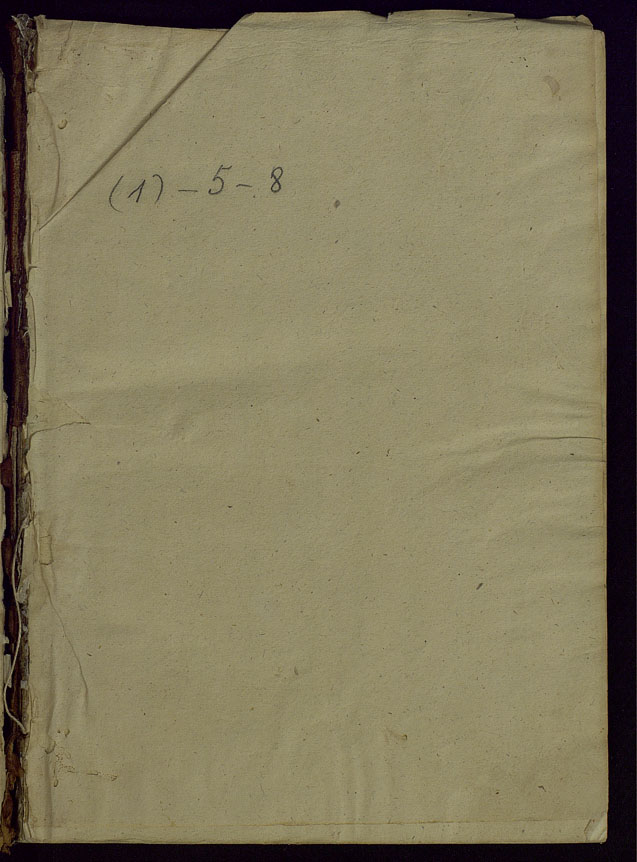 (1) – 5 – 8